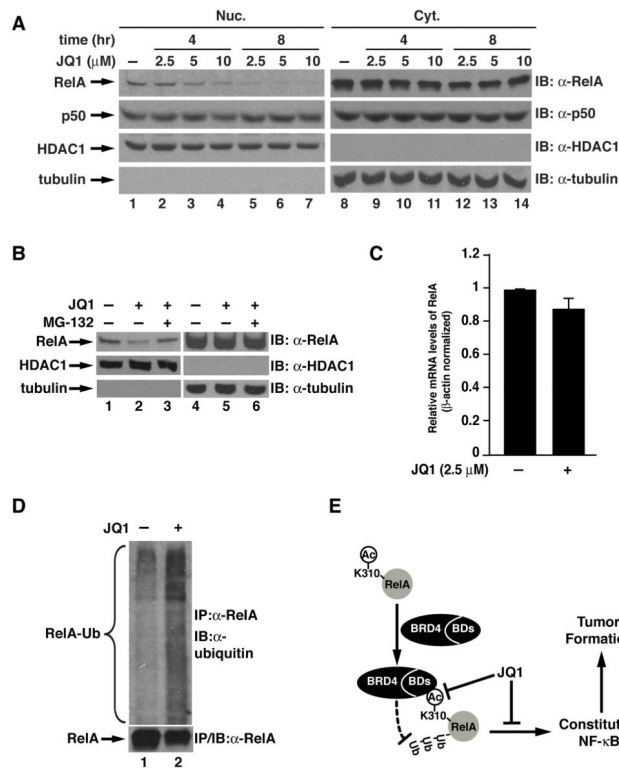 A
Nuc. Cyt.
time (hr) 4 8 4 8
JQ1 (μM) – 2.5 5 10 2.5 5 10 – 2.5 5 10 2.5 5 10
RelA IB: α-RelA
p50 IB: α-p50
HDAC1 IB: α-HDAC1
tubulin IB: α-tubulin
1 2 3 4 5 6 7 8 9 10 11 12 13 14
B
JQ1 – + + – + +
MG-132 – – + – – +
RelA IB: α-RelA
HDAC1 IB: α-HDAC1
tubulin IB: α-tubulin
1 2 3 4 5 6
C
Relative mRNA levels of RelA
(β-actin normalized)
1.2
1
0.8
0.6
0.4
0.2
0
JQ1 (2.5 μM) – +
D
JQ1 – +
RelA-Ub
IP:α-RelA
IB:α-
ubiquitin
RelA IP/IB:α-RelA
1 2
E
Ac
K310
RelA
BRD4 BDs
BRD4 BDs
Ac
K310
RelA
Ub Ub Ub
JQ1
Tumor
Formatic
Constitut
NF-κB